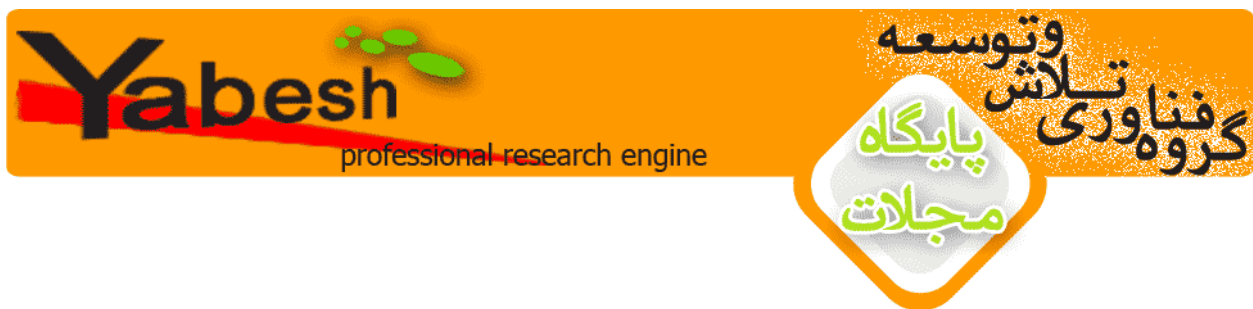 Yabesh
professional research engine
گروه فناوری تلاش وتوسعه
پایگاه
مجلات